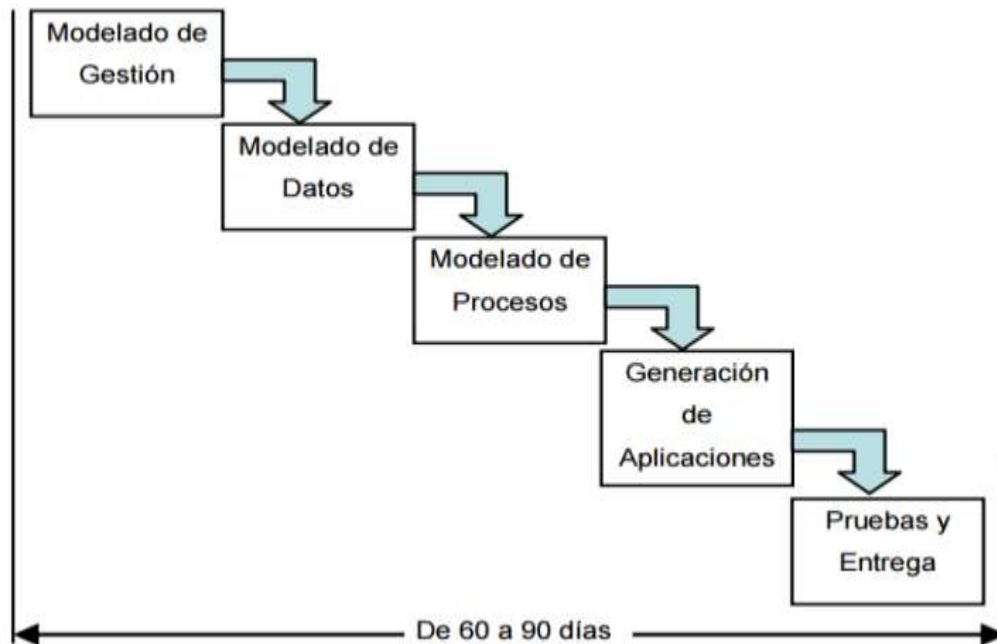 Modelado de
Gestión
Modelado de
Datos
Modelado de
Procesos
Generación
de
Aplicaciones
Pruebas y
Entrega
De 60 a 90 días